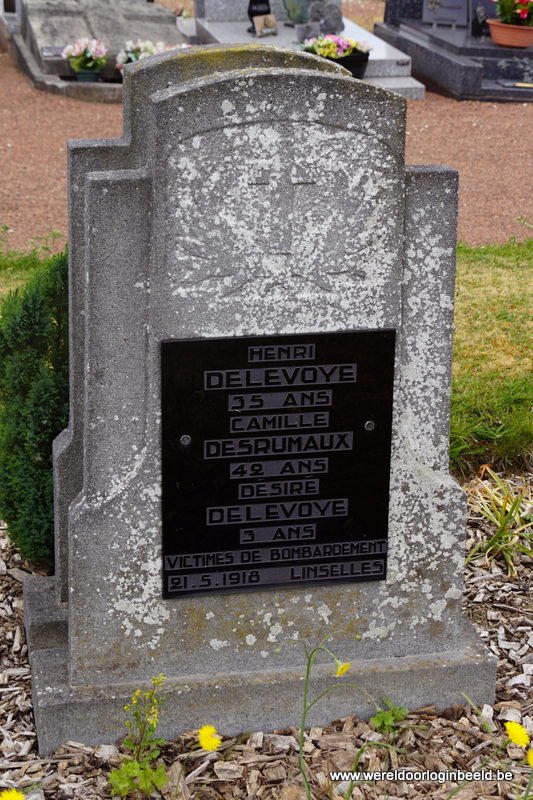 HENRI
DELEVOYE
35 ANS
CAMILLE
DESRUMAUX
42 ANS
DESIRE
DELEVOYE
3 ANS
VICTIMES DE BOMBARDEMENT
21.5.1918 LINSELLES
www.wereldoorloginbeeld.be